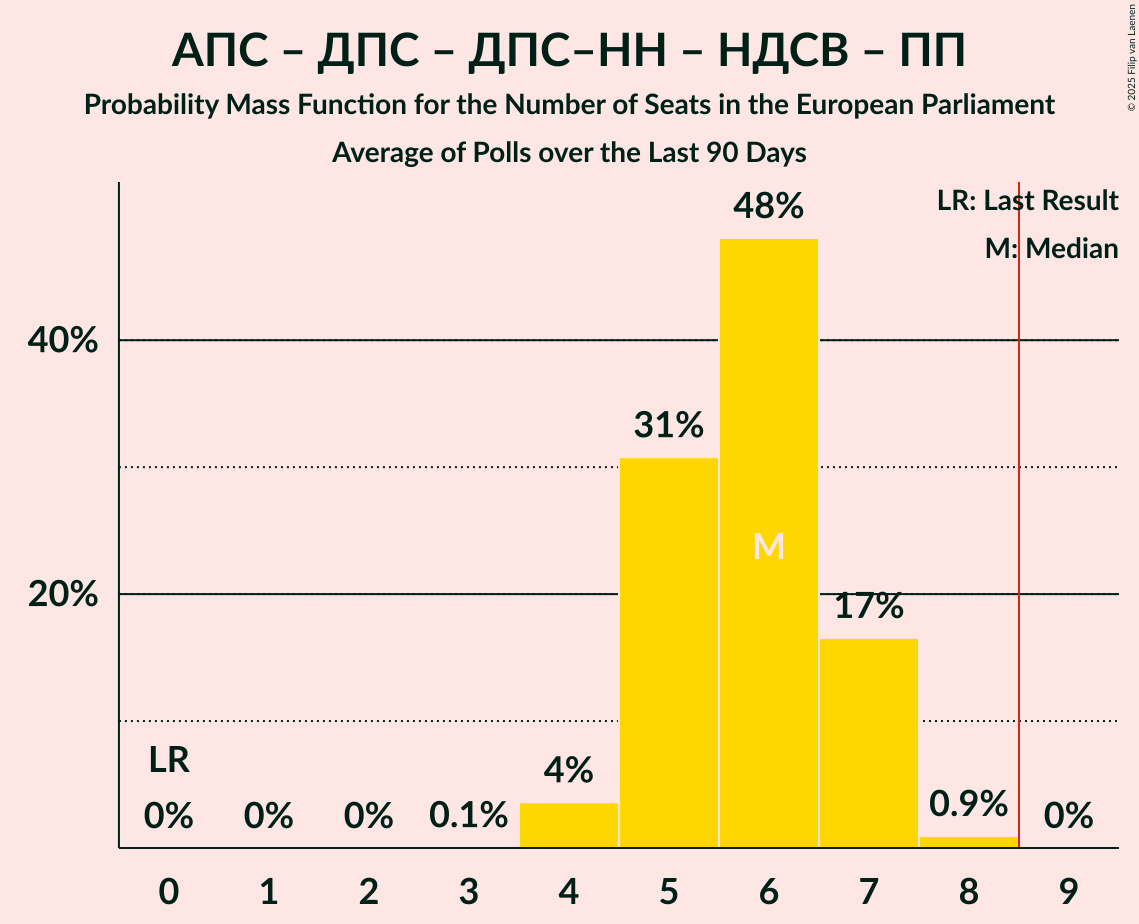 АПС – ДПС – ДПС–НН – НДСВ – ПП
Probability Mass Function for the Number of Seats in the European Parliament
Average of Polls over the Last 90 Days
© 2025 Filip van Laenen
LR: Last Result
M: Median
48%
40%
31%
M
20%
17%
LR
4%
0% 0% 0% 0.1% 0.9% 0%
0 1 2 3 4 5 6 7 8 9